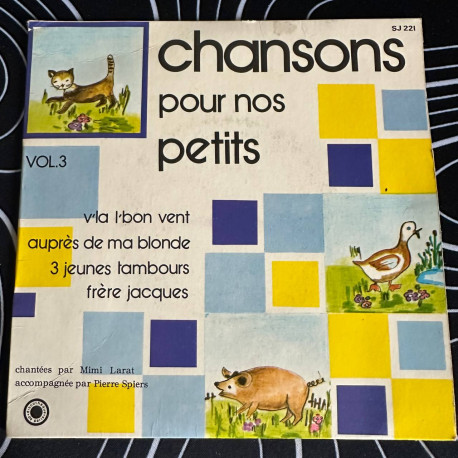 SJ 221
chansons
pour nos
petits
VOL.3
v'la l'bon vent
auprès de ma blonde
3 jeunes tambours
frère jacques
chantées par Mimi Larat
accompagnée par Pierre Spiers